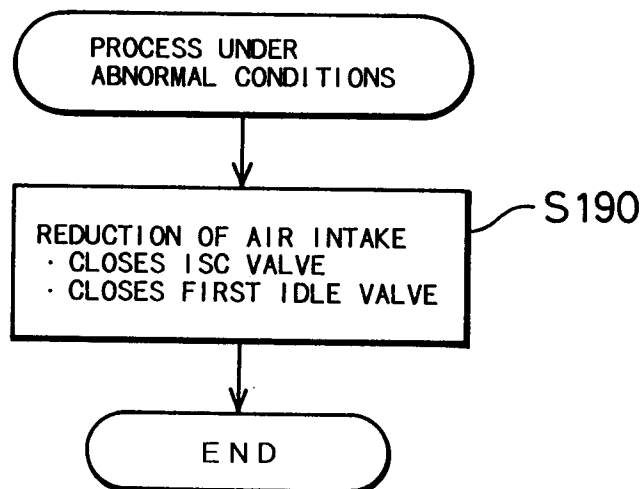 PROCESS UNDER
ABNORMAL CONDITIONS
S190
REDUCTION OF AIR INTAKE
· CLOSES ISC VALVE
· CLOSES FIRST IDLE VALVE
END